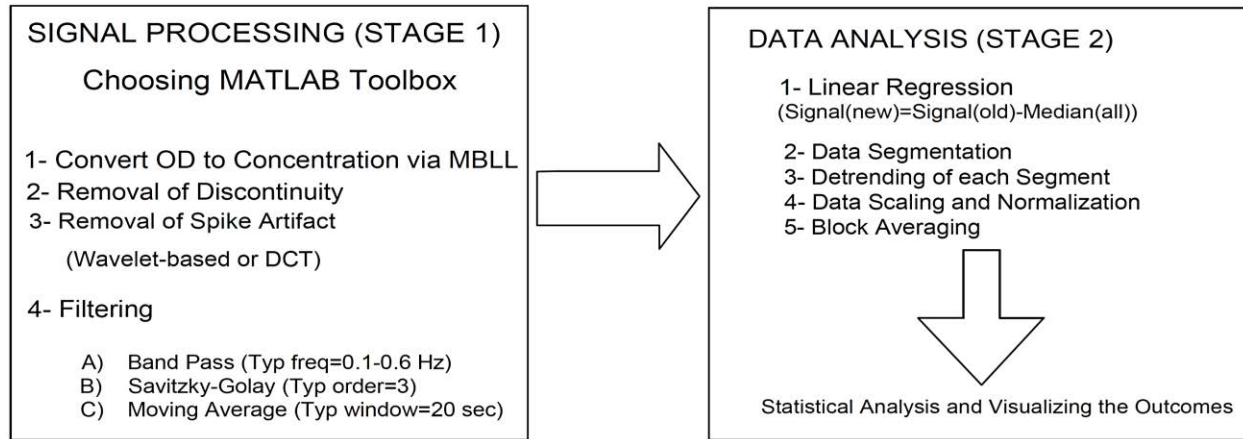 SIGNAL PROCESSING (STAGE 1)
Choosing MATLAB Toolbox
1- Convert OD to Concentration via MBLL
2- Removal of Discontinuity
3- Removal of Spike Artifact
(Wavelet-based or DCT)
4- Filtering
A) Band Pass (Typ freq=0.1-0.6 Hz)
B) Savitzky-Golay (Typ order=3)
C) Moving Average (Typ window=20 sec)
DATA ANALYSIS (STAGE 2)
1- Linear Regression
(Signal(new)=Signal(old)-Median(all))
2- Data Segmentation
3- Detrending of each Segment
4- Data Scaling and Normalization
5- Block Averaging
Statistical Analysis and Visualizing the Outcomes